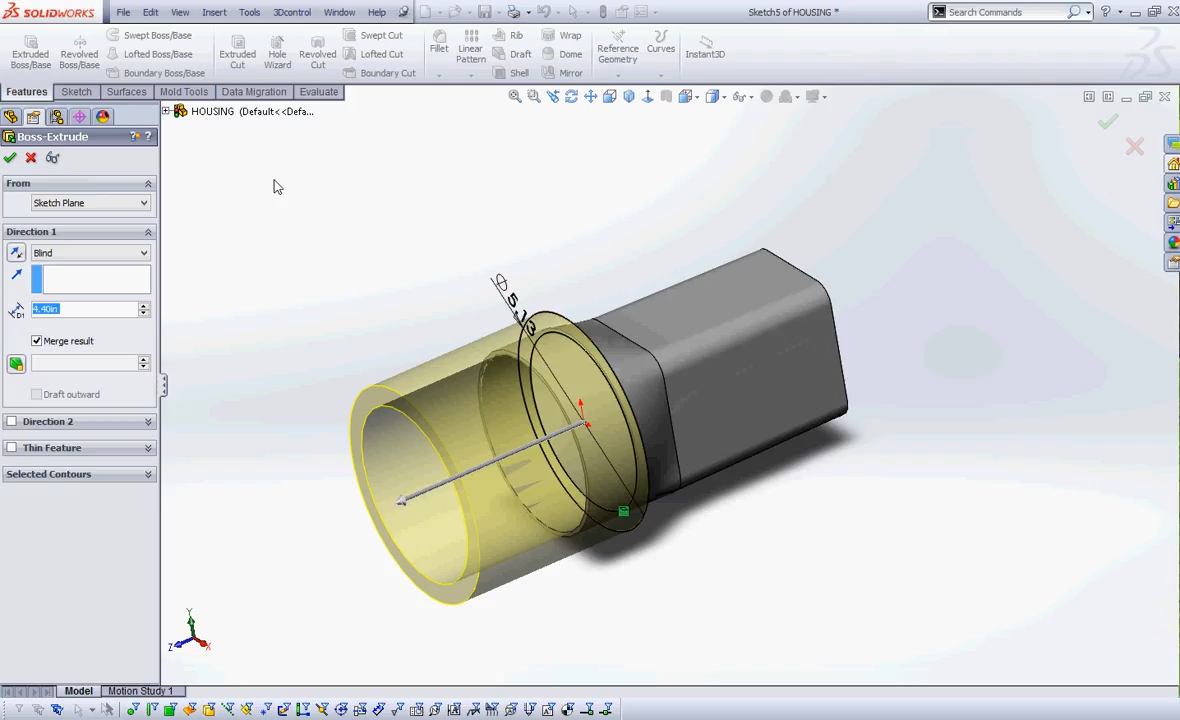 SOLIDWORKS File Edit View Insert Tools 3Dcontrol Window Help Sketch5 of HOUSING * Search Commands
Extruded Boss/Base
Revolved Boss/Base
Swept Boss/Base
Lofted Boss/Base
Boundary Boss/Base
Extruded Cut
Hole Wizard
Revolved Cut
Swept Cut
Lofted Cut
Boundary Cut
Fillet
Linear Pattern
Rib
Draft
Shell
Wrap
Dome
Mirror
Reference Geometry
Curves
Instant3D
Features Sketch Surfaces Mold Tools Data Migration Evaluate
HOUSING (Default<<Defa...
Boss-Extrude
From
Sketch Plane
Direction 1
Blind
D1
4.40in
Merge result
Draft outward
Direction 2
Thin Feature
Selected Contours
∅ 5.13
Y
Z
X
Model Motion Study 1